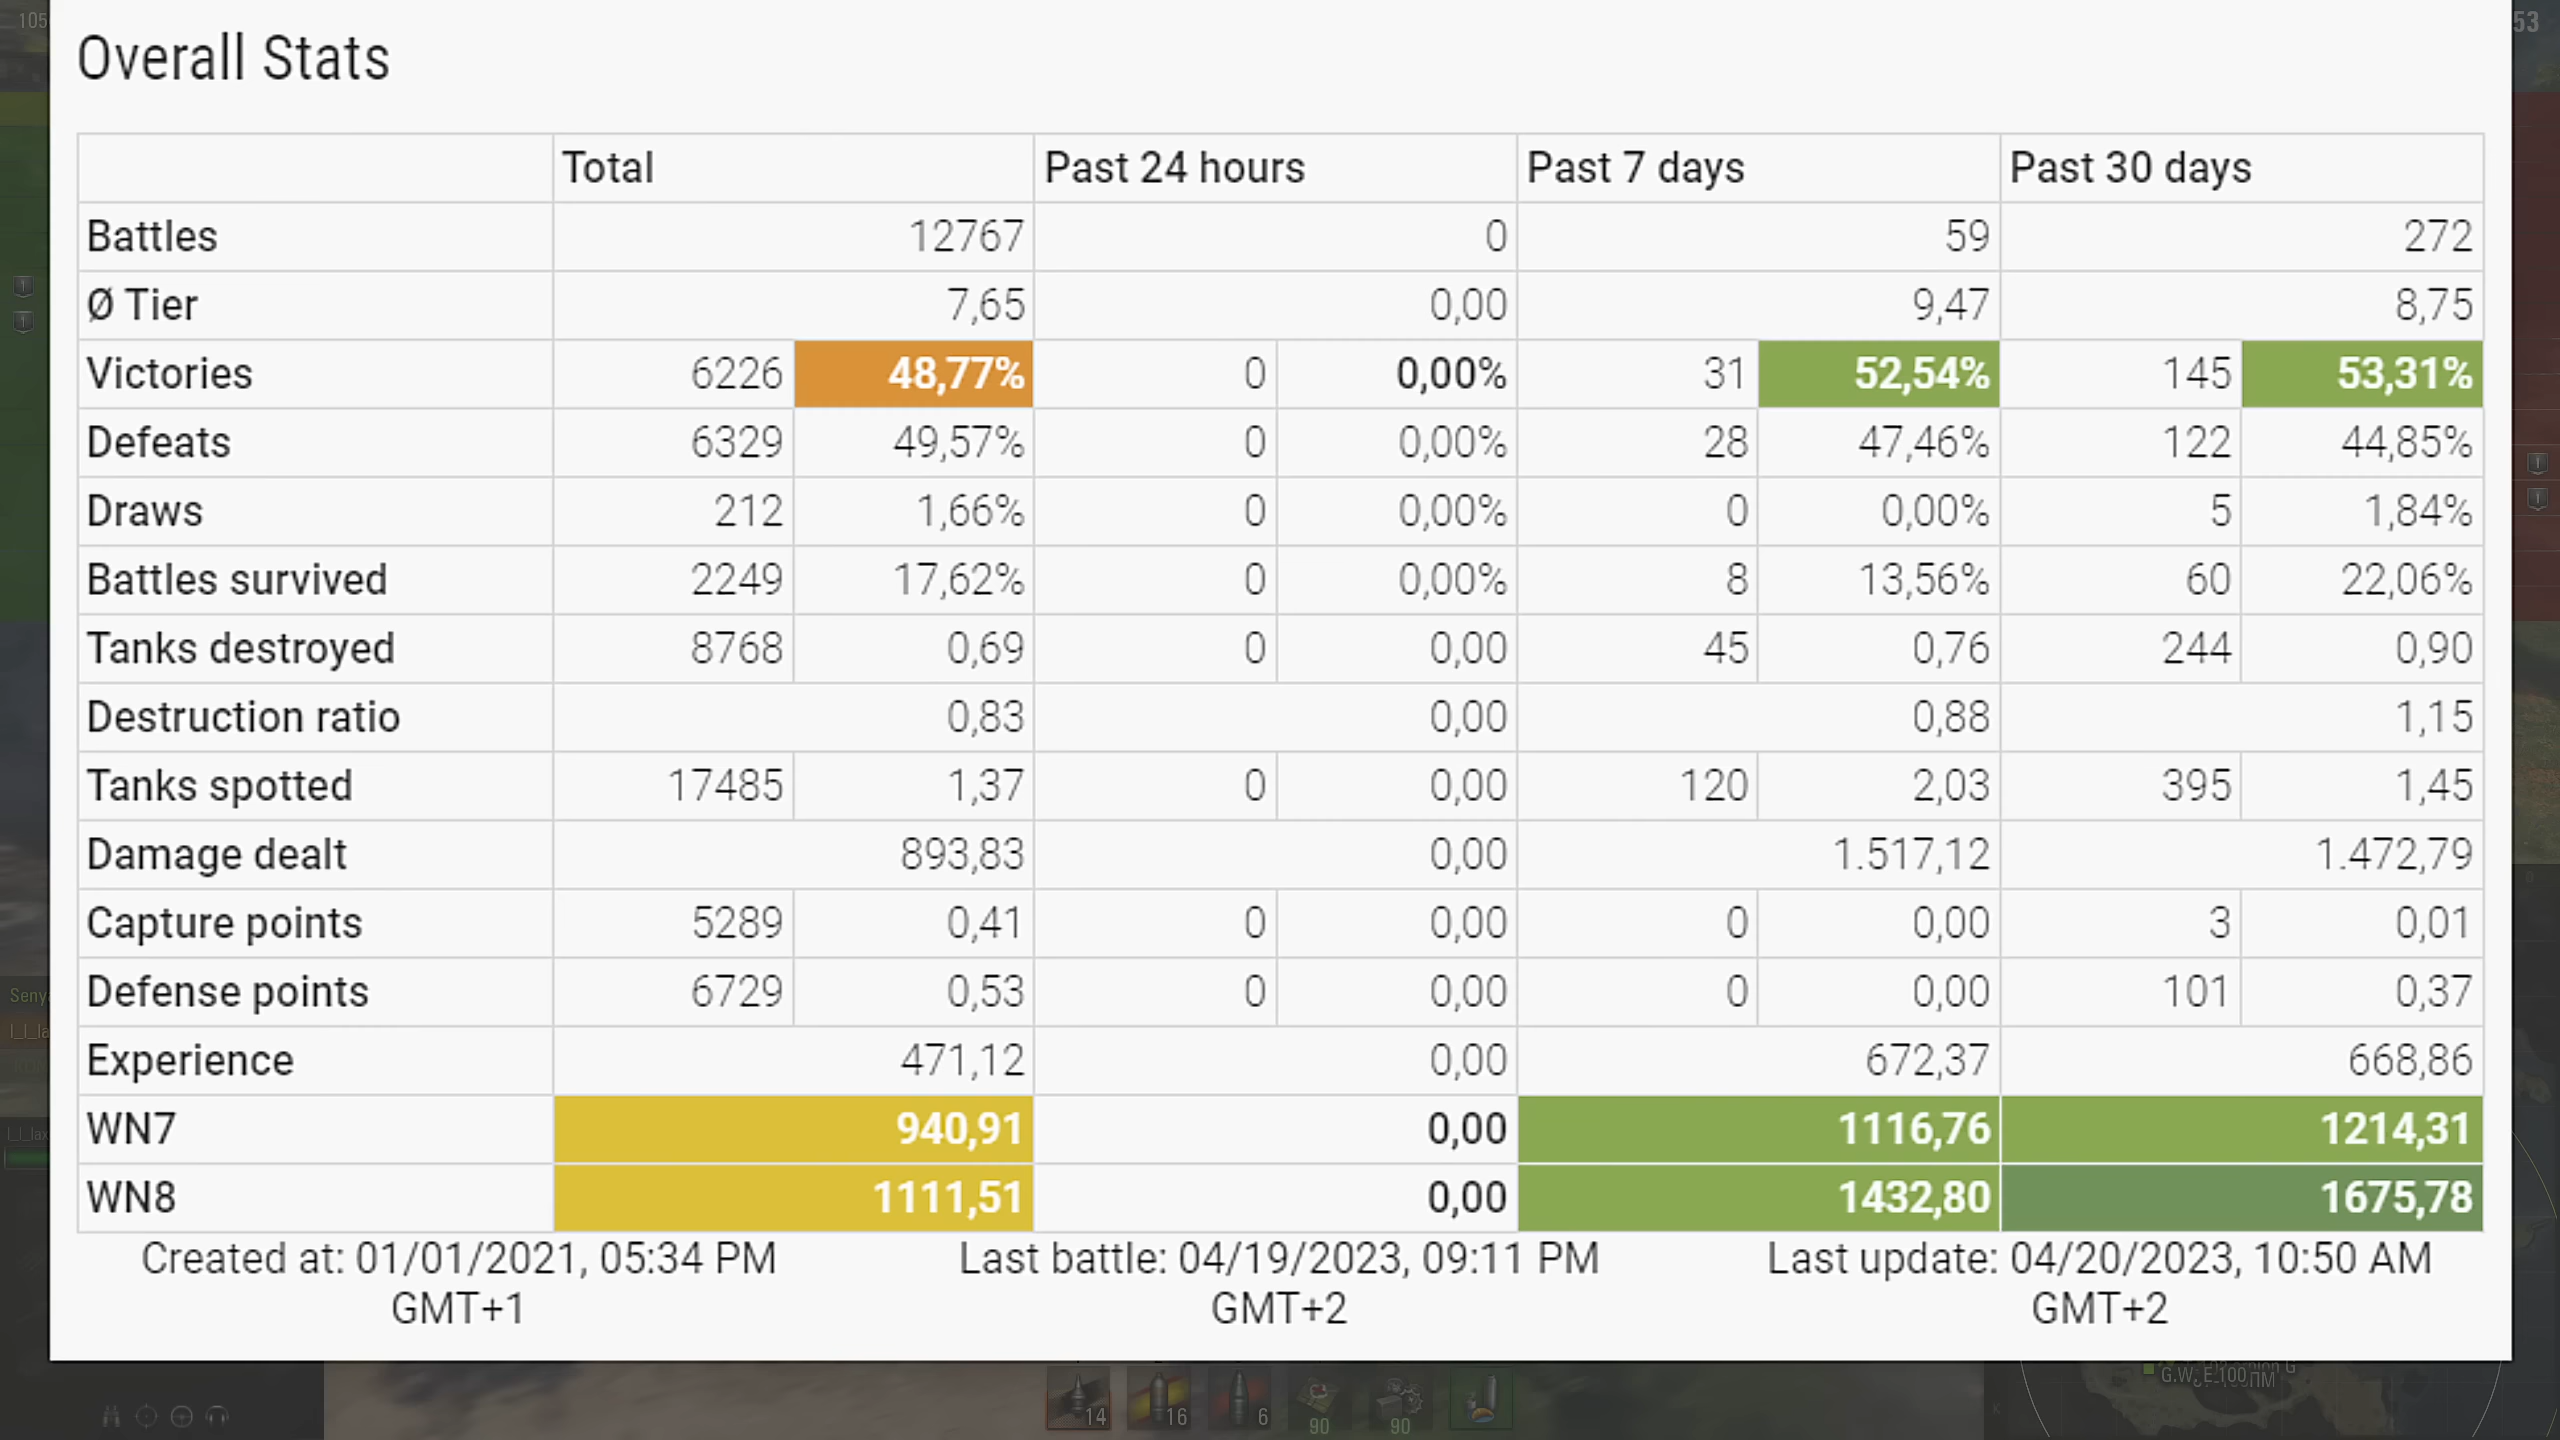 Overall Stats
Total Past 24 hours Past 7 days Past 30 days
Battles 12767 0 59 272
Ø Tier 7,65 0,00 9,47 8,75
Victories 6226 48,77% 0 0,00% 31 52,54% 145 53,31%
Defeats 6329 49,57% 0 0,00% 28 47,46% 122 44,85%
Draws 212 1,66% 0 0,00% 0 0,00% 5 1,84%
Battles survived 2249 17,62% 0 0,00% 8 13,56% 60 22,06%
Tanks destroyed 8768 0,69 0 0,00 45 0,76 244 0,90
Destruction ratio 0,83 0,00 0,88 1,15
Tanks spotted 17485 1,37 0 0,00 120 2,03 395 1,45
Damage dealt 893,83 0,00 1.517,12 1.472,79
Capture points 5289 0,41 0 0,00 0 0,00 3 0,01
Defense points 6729 0,53 0 0,00 0 0,00 101 0,37
Experience 471,12 0,00 672,37 668,86
WN7 940,91 0,00 1116,76 1214,31
WN8 1111,51 0,00 1432,80 1675,78
Created at: 01/01/2021, 05:34 PM
GMT+1
Last battle: 04/19/2023, 09:11 PM
GMT+2
Last update: 04/20/2023, 10:50 AM
GMT+2
53
14 16 6 90 90